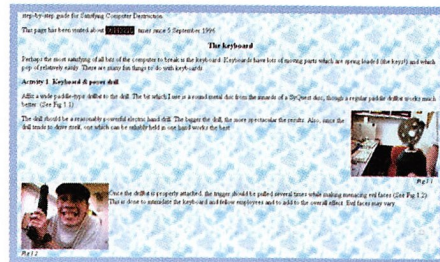 step-by-step guide for Satisfying Computer Destruction.
This page has been visited about times since 5 September 1996
The keyboard
Perhaps the most satisfying of all bits of the computer to break is the keyboard. Keyboards have lots of moving parts which are spring loaded (the keys!) and which
pop of relatively easily. There are many fun things to do with keyboards.
Activity 1. Keyboard & power drill.
Affix a wide paddle-type drillbit to the drill. The bit which I use is a round metal disc from the innards of a SyQuest disc, though a regular paddle drillbit works much
better. (See Fig 1.1)
The drill should be a reasonably powerful electric hand drill. The bigger the drill, the more spectacular the results. Also, since the
drill tends to drive itself, one which can be reliably held in one hand works the best.
Fig 1.1
Once the drillbit is properly attached, the trigger should be pulled several times while making menacing evil faces (See Fig 1.2).
This is done to intimidate the keyboard and fellow employees and to add to the overall effect. Evil faces may vary.
Fig 1.2